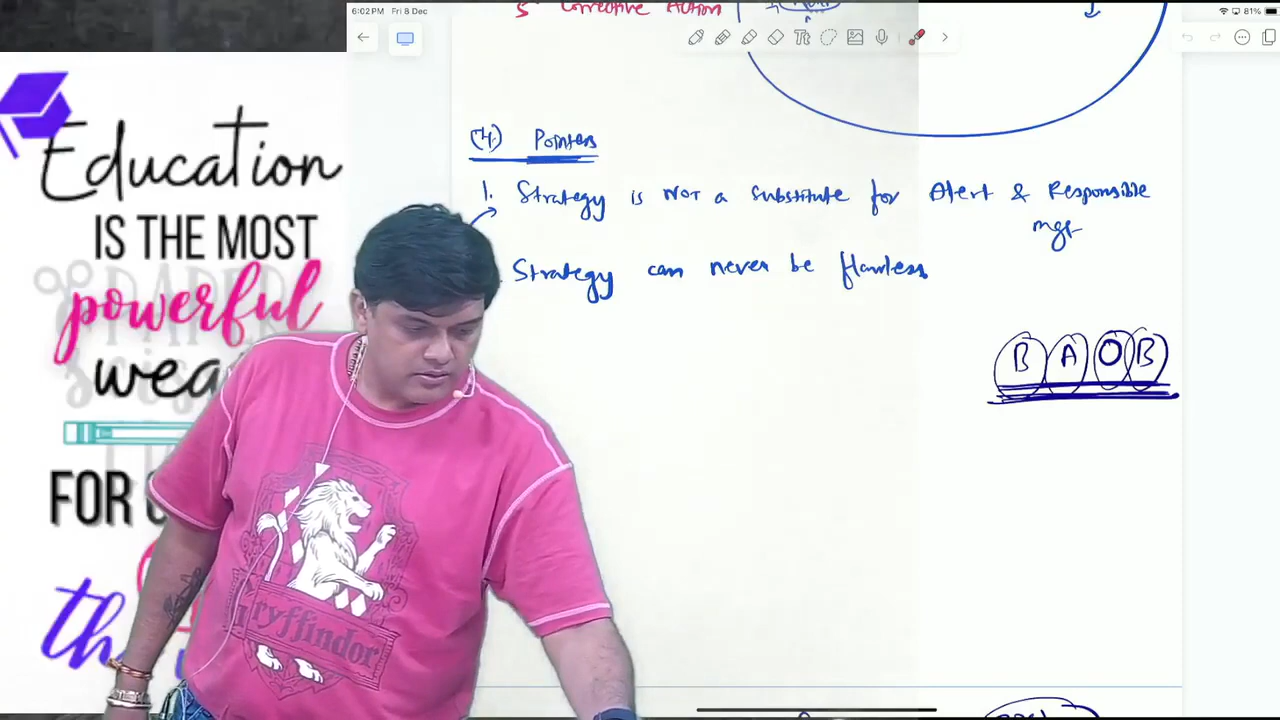 6:02 PM Fri 8 Dec
81%
5. Corrective Action
(4) Pointers
1. Strategy is NOT a substitute for Alert & Responsible
mgt
. Strategy can never be flawless
B A O B
Education
IS THE MOST
powerful
wea
FOR
th
Gryffindor